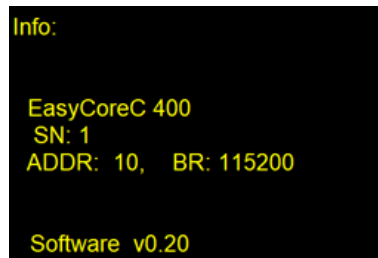 Info:
EasyCoreC 400
SN: 1
ADDR: 10, BR: 115200
Software v0.20